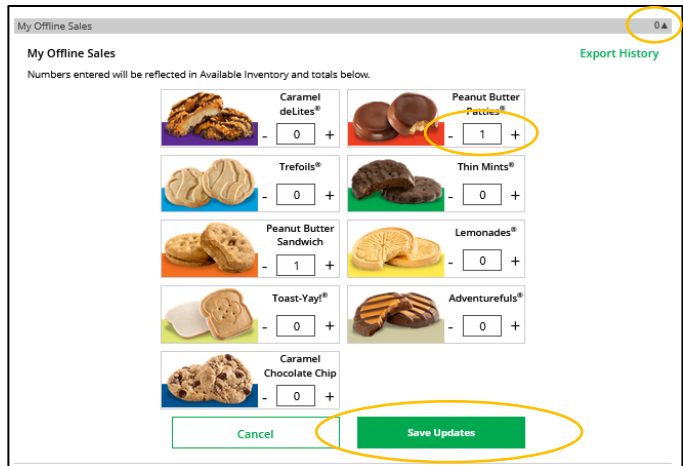 My Offline Sales 0▲
My Offline Sales Export History
Numbers entered will be reflected in Available Inventory and totals below.
Caramel
deLites®
- 0 +
Peanut Butter
Patties®
- 1 +
Trefoils®
- 0 +
Thin Mints®
- 0 +
Peanut Butter
Sandwich
- 1 +
Lemonades®
- 0 +
Toast-Yay!®
- 0 +
Adventurefuls®
- 0 +
Caramel
Chocolate Chip
- 0 +
Cancel Save Updates